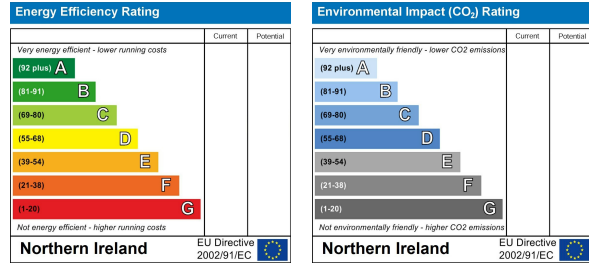 Energy Efficiency Rating
Current Potential
Very energy efficient - lower running costs
(92 plus) A
(81-91) B
(69-80) C
(55-68) D
(39-54) E
(21-38) F
(1-20) G
Not energy efficient - higher running costs
Northern Ireland
EU Directive
2002/91/EC
Environmental Impact (CO₂) Rating
Current Potential
Very environmentally friendly - lower CO2 emissions
(92 plus) A
(81-91) B
(69-80) C
(55-68) D
(39-54) E
(21-38) F
(1-20) G
Not environmentally friendly - higher CO2 emissions
Northern Ireland
EU Directive
2002/91/EC